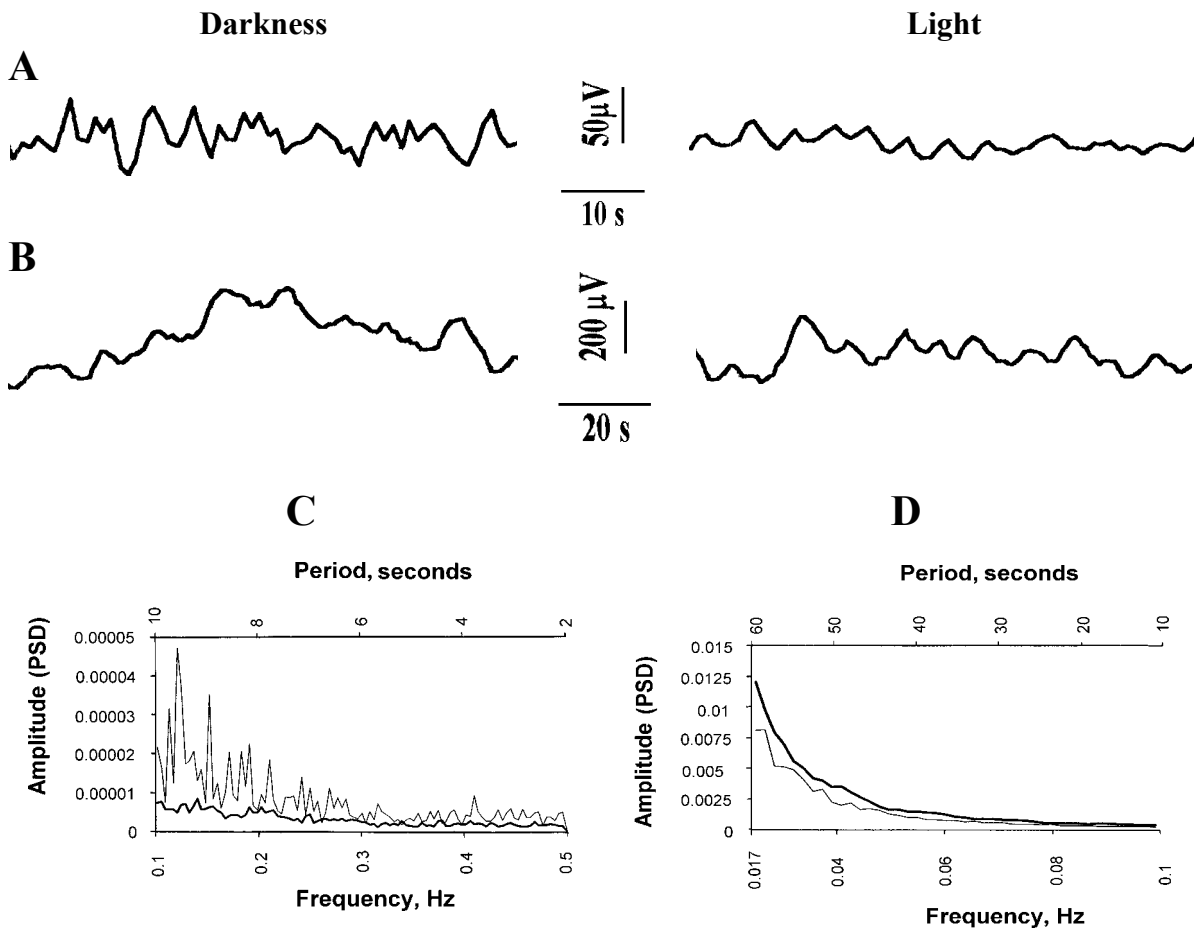 Darkness
Light
A
50µV
10 s
B
200 µV
20 s
C
D
Period, seconds
10 8 6 4 2
Amplitude (PSD)
0.00005
0.00004
0.00003
0.00002
0.00001
0
0.1 0.2 0.3 0.4 0.5
Frequency, Hz
Period, seconds
60 50 40 30 20 10
Amplitude (PSD)
0.015
0.0125
0.01
0.0075
0.005
0.0025
0
0.017 0.04 0.06 0.08 0.1
Frequency, Hz